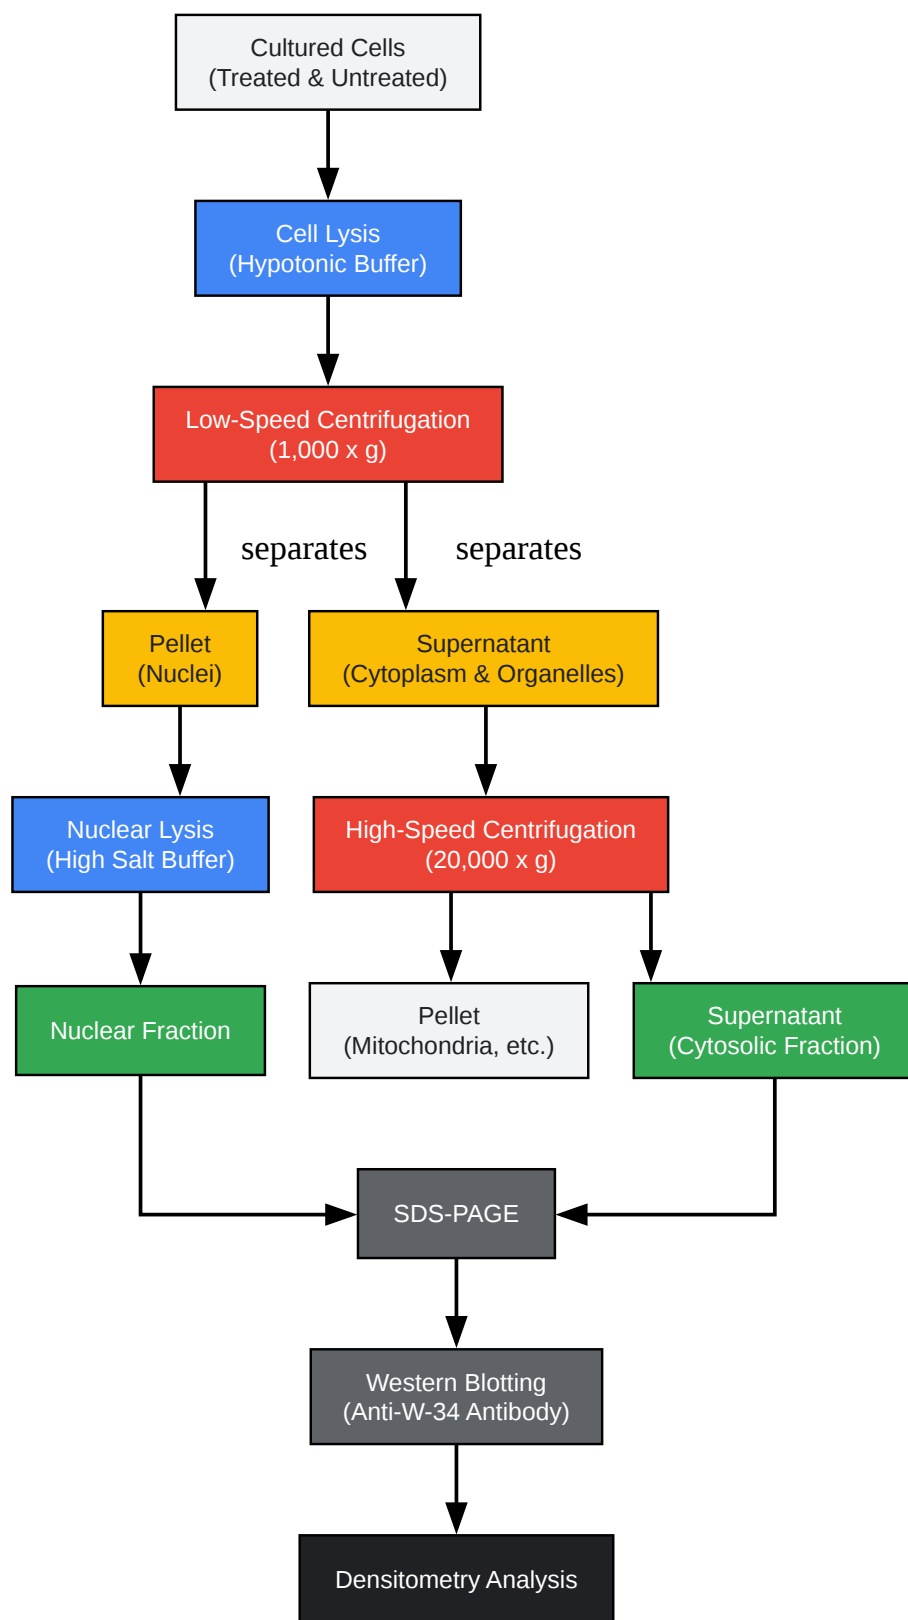 Cultured Cells
(Treated & Untreated)
Cell Lysis
(Hypotonic Buffer)
Low-Speed Centrifugation
(1,000 x g)
separates
separates
Pellet
(Nuclei)
Supernatant
(Cytoplasm & Organelles)
Nuclear Lysis
(High Salt Buffer)
High-Speed Centrifugation
(20,000 x g)
Nuclear Fraction
Pellet
(Mitochondria, etc.)
Supernatant
(Cytosolic Fraction)
SDS-PAGE
Western Blotting
(Anti-W-34 Antibody)
Densitometry Analysis